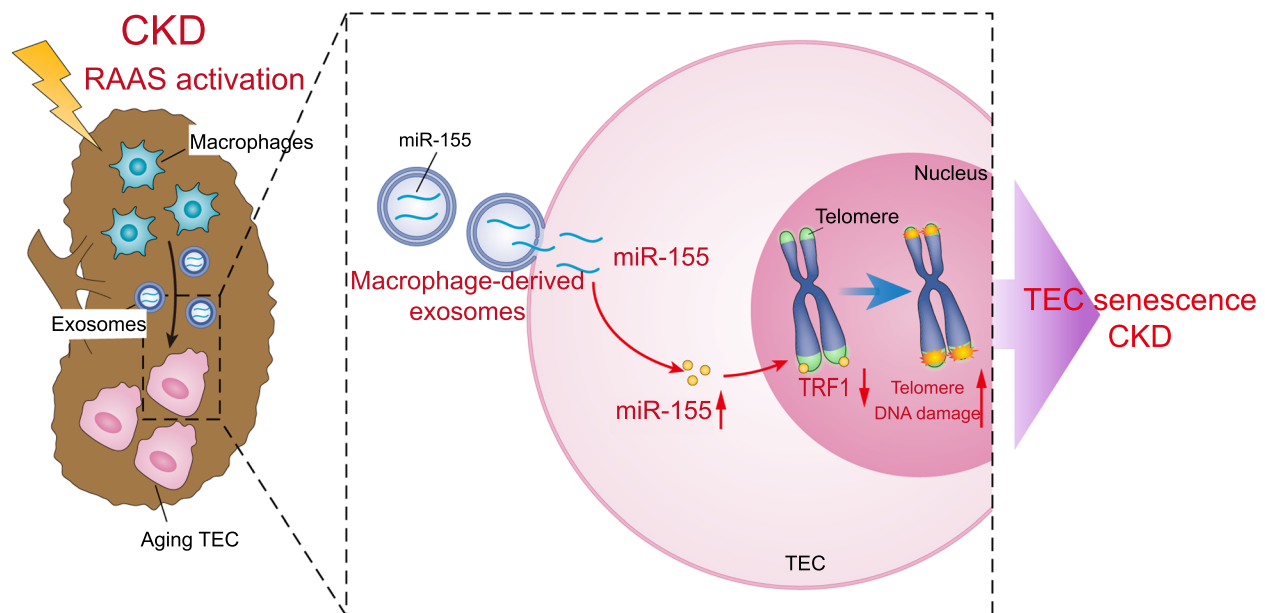 CKD
RAAS activation
Macrophages
Exosomes
Aging TEC
miR-155
Macrophage-derived
exosomes
miR-155
miR-155
TEC
Nucleus
Telomere
TRF1
Telomere
DNA damage
TEC senescence
CKD